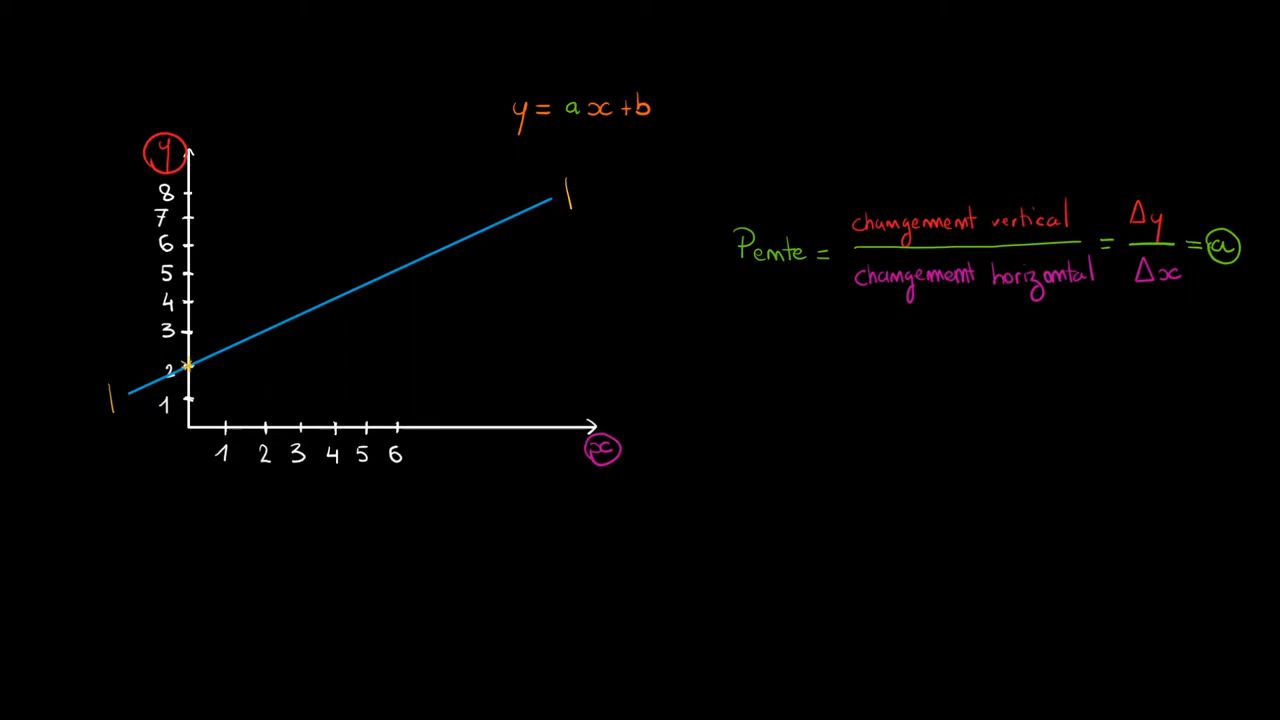 y = ax + b
y
8
7
6
5
4
3
2
1
1 2 3 4 5 6
x
Pente = changement vertical / changement horizontal = Δy / Δx = a